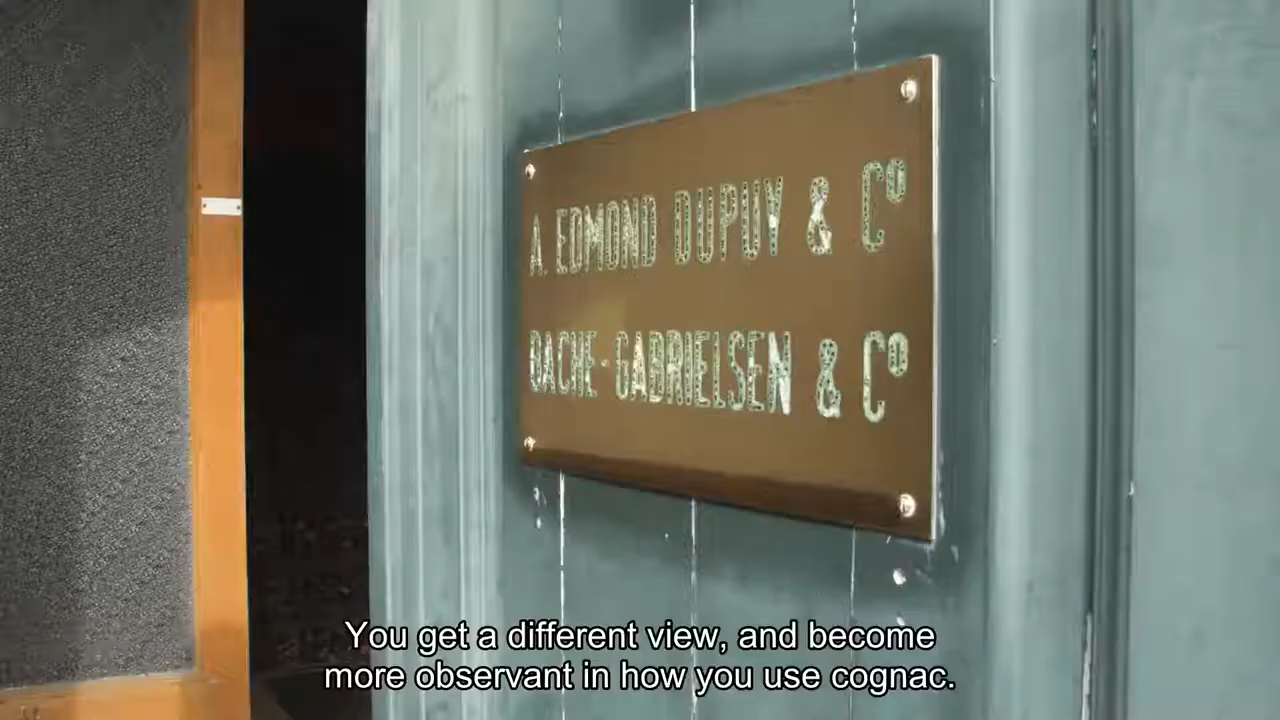 A. EDMOND DUPUY & Cº
BACHE-GABRIELSEN & Cº
You get a different view, and become
more observant in how you use cognac.